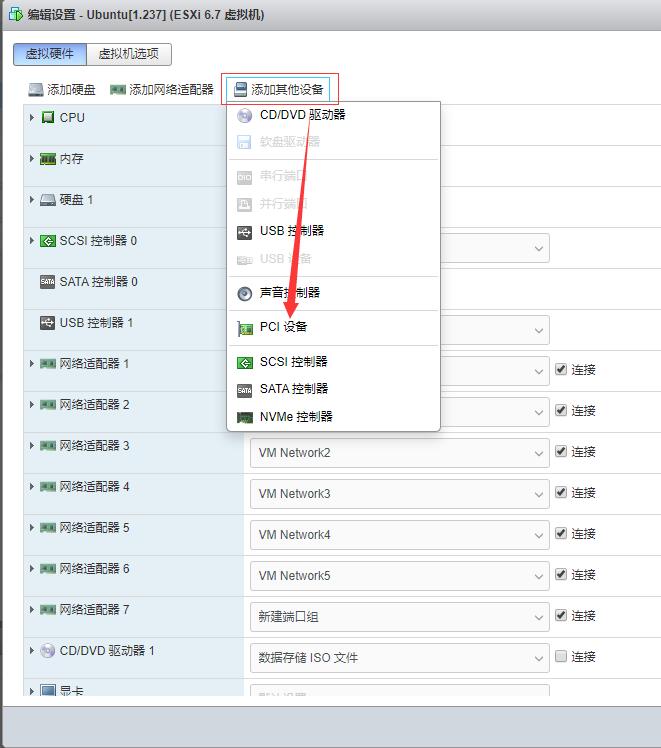 编辑设置 - Ubuntu[1.237] (ESXi 6.7 虚拟机)
虚拟硬件 虚拟机选项
添加硬盘 添加网络适配器 添加其他设备
CPU
内存
硬盘 1
SCSI 控制器 0
SATA 控制器 0
USB 控制器 1
网络适配器 1 连接
网络适配器 2 连接
网络适配器 3 VM Network2 连接
网络适配器 4 VM Network3 连接
网络适配器 5 VM Network4 连接
网络适配器 6 VM Network5 连接
网络适配器 7 新建端口组 连接
CD/DVD 驱动器 1 数据存储 ISO 文件 连接
显卡 默认设置
CD/DVD 驱动器
软盘驱动器
串行端口
并行端口
USB 控制器
USB 设备
声音控制器
PCI 设备
SCSI 控制器
SATA 控制器
NVMe 控制器